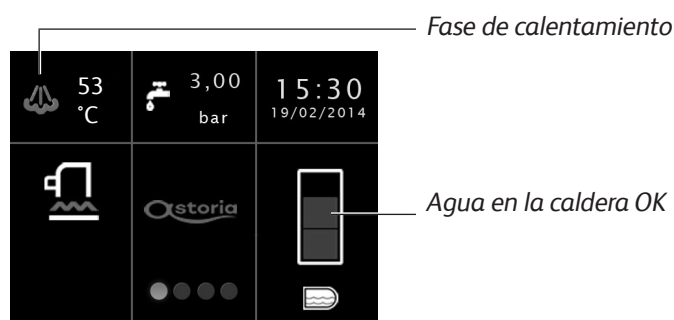 Fase de calentamiento
53
°C
3,00
bar
15:30
19/02/2014
astoria
Agua en la caldera OK